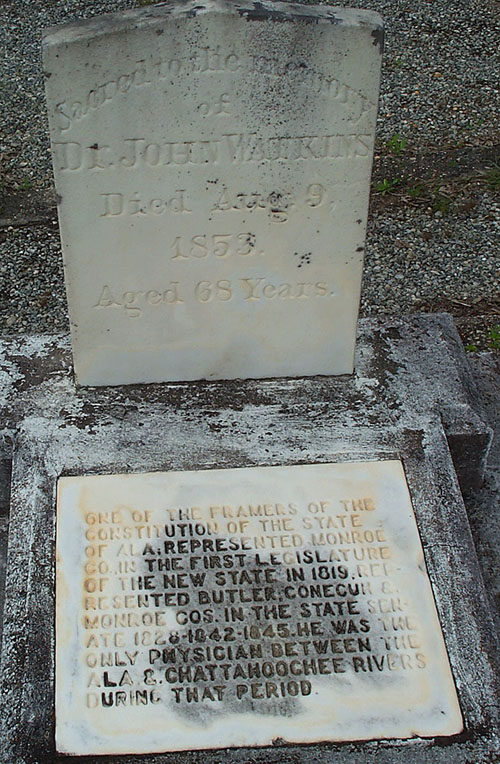 Sacred to the memory
of
Dr. JOHN WATKINS
Died Aug. 9,
1853.
Aged 68 Years.
ONE OF THE FRAMERS OF THE
CONSTITUTION OF THE STATE
OF ALA; REPRESENTED MONROE
CO. IN THE FIRST LEGISLATURE
OF THE NEW STATE IN 1819. REP-
RESENTED BUTLER, CONECUH &
MONROE COS. IN THE STATE SEN-
ATE 1828-1842-1845. HE WAS THE
ONLY PHYSICIAN BETWEEN THE
ALA & CHATTAHOOCHEE RIVERS
DURING THAT PERIOD.